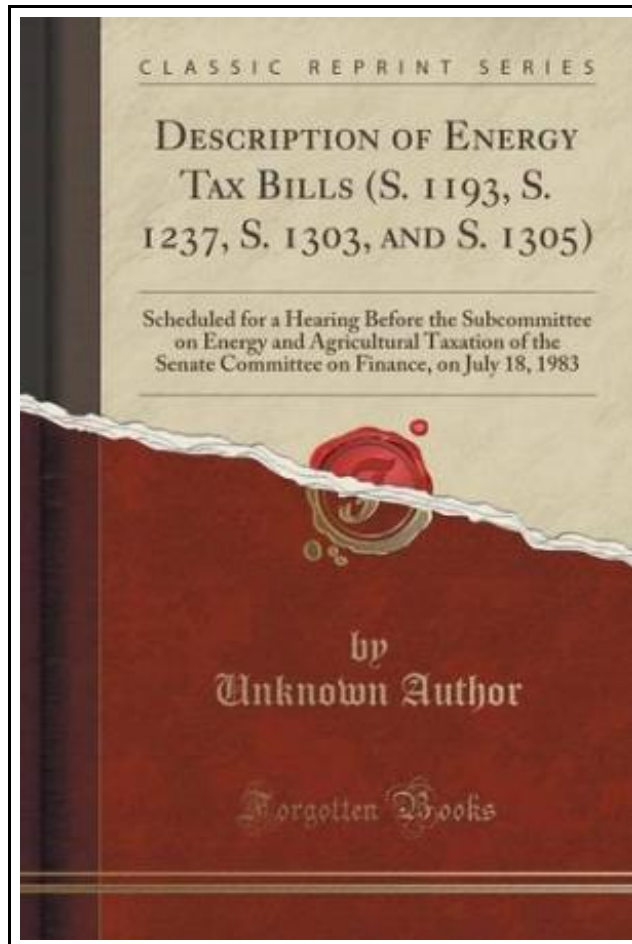 CLASSIC REPRINT SERIES
DESCRIPTION OF ENERGY
TAX BILLS (S. 1193, S.
1237, S. 1303, AND S. 1305)
Scheduled for a Hearing Before the Subcommittee
on Energy and Agricultural Taxation of the
Senate Committee on Finance, on July 18, 1983
by
Unknown Author
Forgotten Books